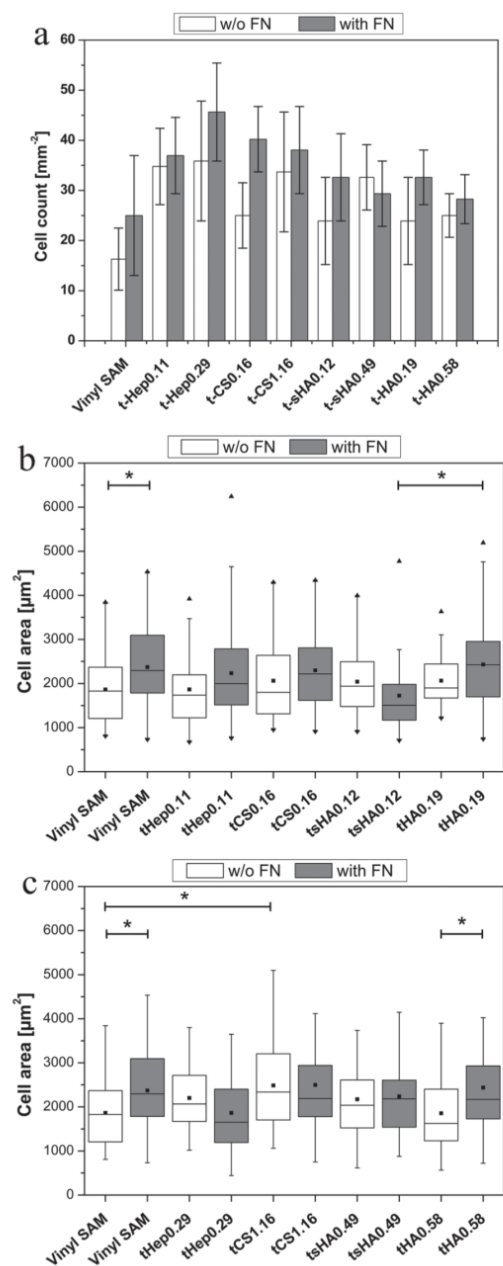 a
w/o FN with FN
60
50
40
30
20
10
0
Cell count [mm⁻²]
Vinyl SAM t-Hep0.11 t-Hep0.29 t-CS0.16 t-CS1.16 t-sHA0.12 t-sHA0.49 t-HA0.19 t-HA0.58
b
w/o FN with FN
7000
6000
5000
4000
3000
2000
1000
0
Cell area [µm²]
* *
Vinyl SAM Vinyl SAM tHep0.11 tHep0.11 tCS0.16 tCS0.16 tsHA0.12 tsHA0.12 tHA0.19 tHA0.19
c
w/o FN with FN
7000
6000
5000
4000
3000
2000
1000
0
Cell area [µm²]
*
* *
Vinyl SAM Vinyl SAM tHep0.29 tHep0.29 tCS1.16 tCS1.16 tsHA0.49 tsHA0.49 tHA0.58 tHA0.58